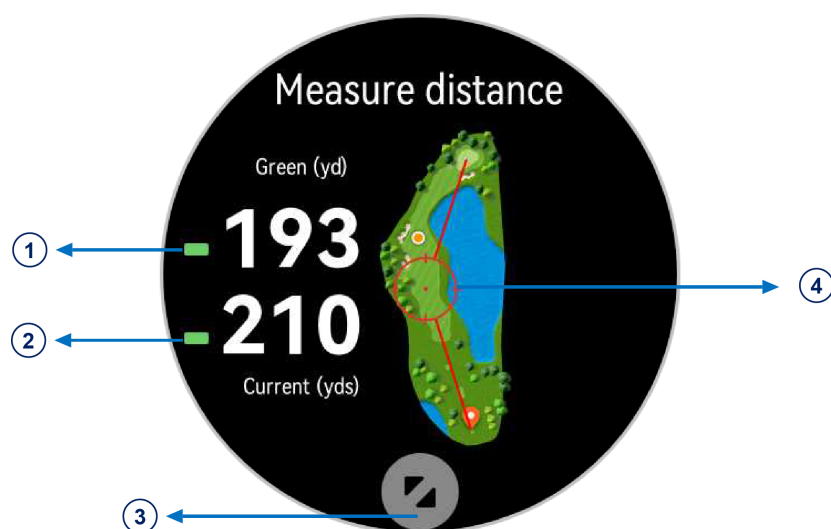 Measure distance
Green (yd)
193
210
Current (yds)
1
2
3
4